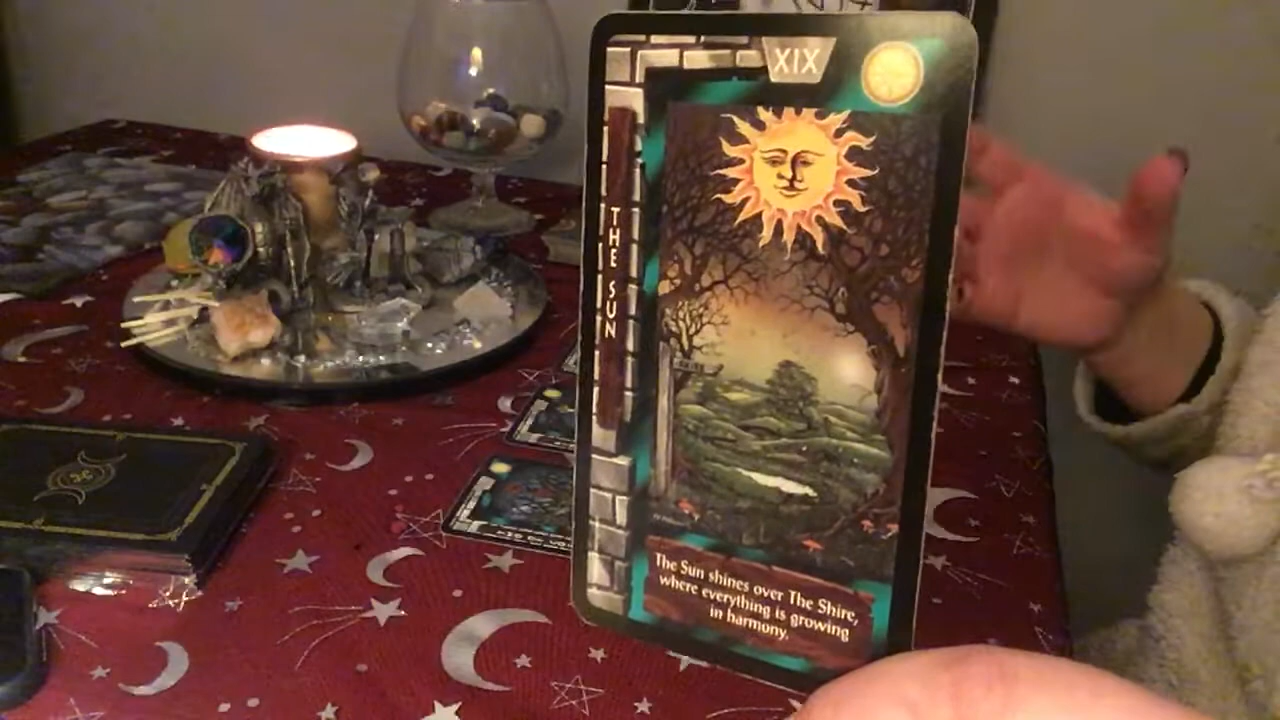 XIX
THE SUN
The Sun shines over The Shire,
where everything is growing
in harmony.